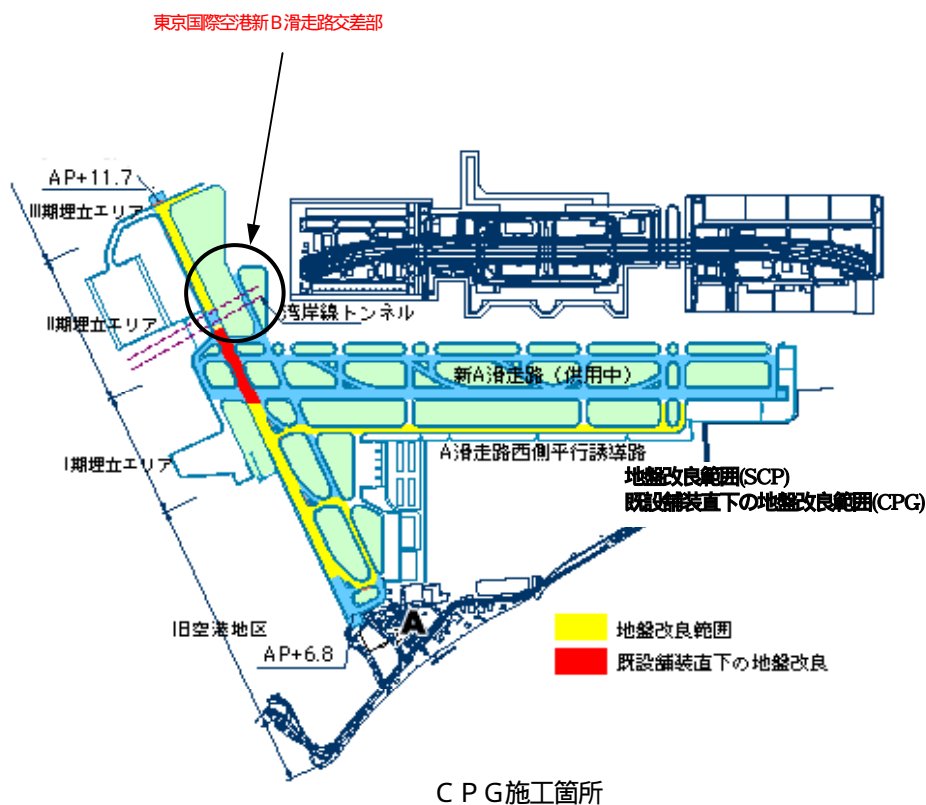 東京国際空港新B滑走路交差部
AP+11.7
III期埋立エリア
湾岸線トンネル
II期埋立エリア
新A滑走路(供用中)
A滑走路西側平行誘導路
I期埋立エリア
地盤改良範囲(SCP)
既設舗装直下の地盤改良範囲(CPG)
旧空港地区
A
AP+6.8
地盤改良範囲
既設舗装直下の地盤改良
CPG施工箇所